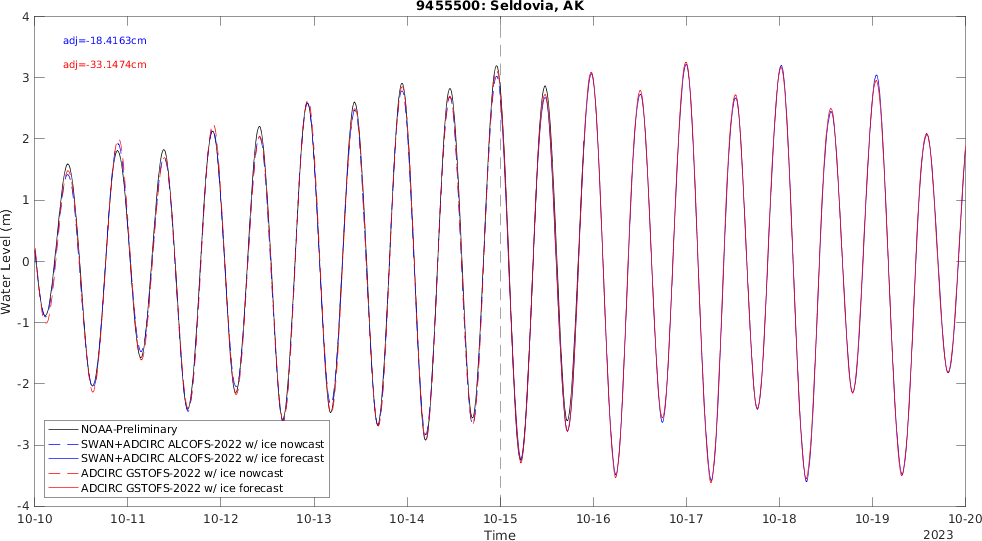 9455500: Seldovia, AK
adj=-18.4163cm
adj=-33.1474cm
4
3
2
1
0
-1
-2
-3
-4
Water Level (m)
NOAA-Preliminary
SWAN+ADCIRC ALCOFS-2022 w/ ice nowcast
SWAN+ADCIRC ALCOFS-2022 w/ ice forecast
ADCIRC GSTOFS-2022 w/ ice nowcast
ADCIRC GSTOFS-2022 w/ ice forecast
10-10 10-11 10-12 10-13 10-14 10-15 10-16 10-17 10-18 10-19 10-20
Time
2023